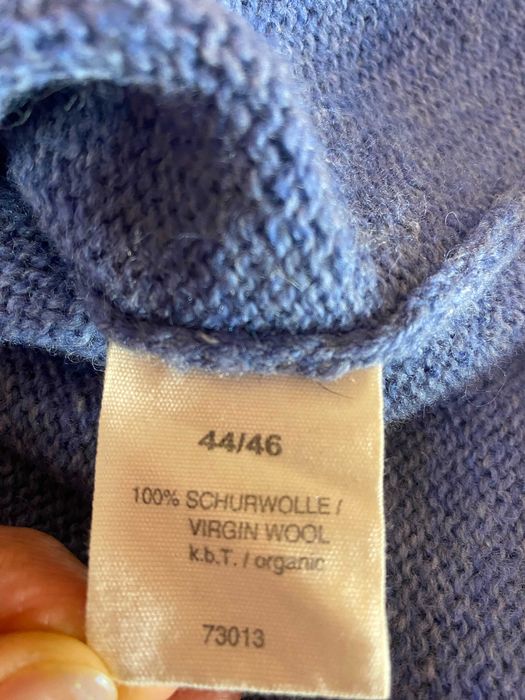 44/46
100% SCHURWOLLE /
VIRGIN WOOL
k.b.T. / organic
73013